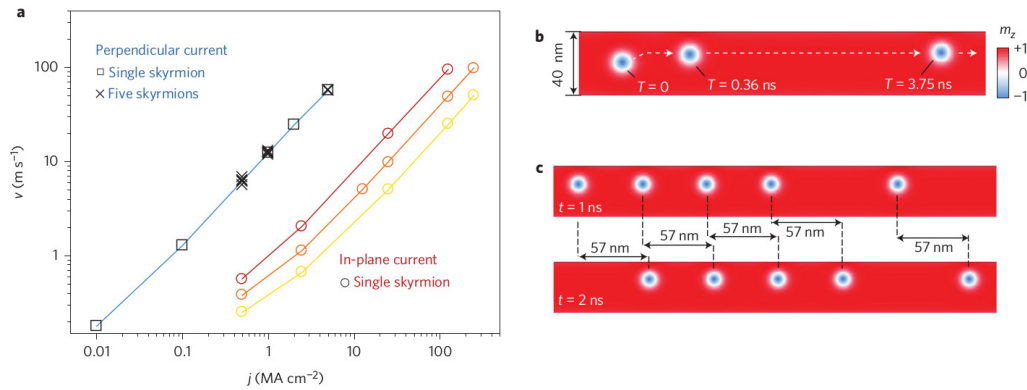 a
Perpendicular current
Single skyrmion
Five skyrmions
100
10
1
v (m s⁻¹)
In-plane current
Single skyrmion
0.01
0.1
1
10
100
j (MA cm⁻²)
b
40 nm
T = 0
T = 0.36 ns
T = 3.75 ns
m_z
+1
0
−1
c
t = 1 ns
57 nm
57 nm
57 nm
57 nm
57 nm
t = 2 ns